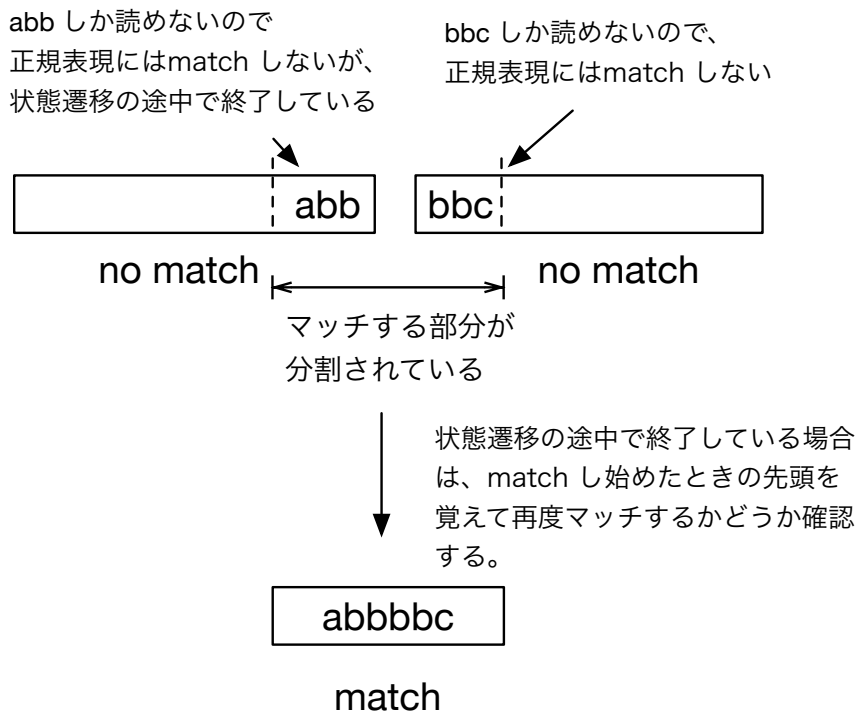 abb しか読めないので
正規表現にはmatch しないが、
状態遷移の途中で終了している
bbc しか読めないので、
正規表現にはmatch しない
abb
bbc
no match
no match
マッチする部分が
分割されている
状態遷移の途中で終了している場合
は、match し始めたときの先頭を
覚えて再度マッチするかどうか確認
する。
abbbbc
match